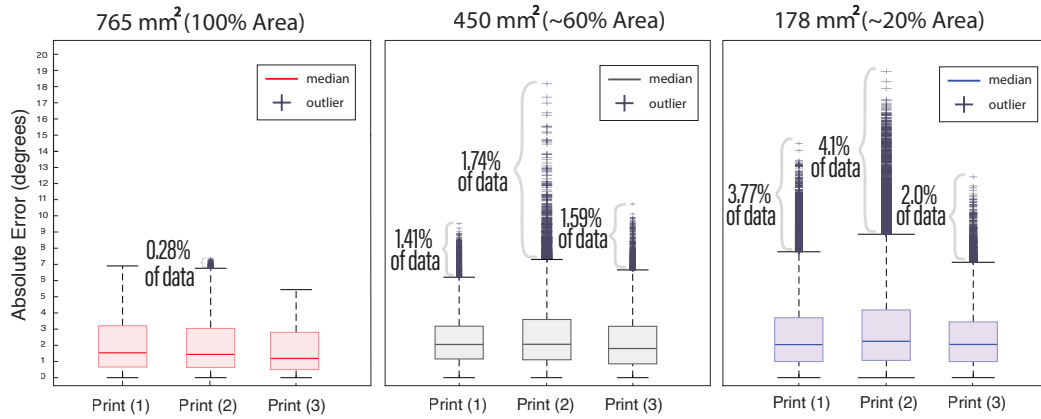 765 mm² (100% Area)
450 mm² (~60% Area)
178 mm² (~20% Area)
Absolute Error (degrees)
20
19
18
17
16
15
14
13
12
11
10
9
8
7
6
5
4
3
2
1
0
median
outlier
0.28%
of data
Print (1)
Print (2)
Print (3)
median
outlier
1.41%
of data
1.74%
of data
1.59%
of data
Print (1)
Print (2)
Print (3)
median
outlier
3.77%
of data
4.1%
of data
2.0%
of data
Print (1)
Print (2)
Print (3)